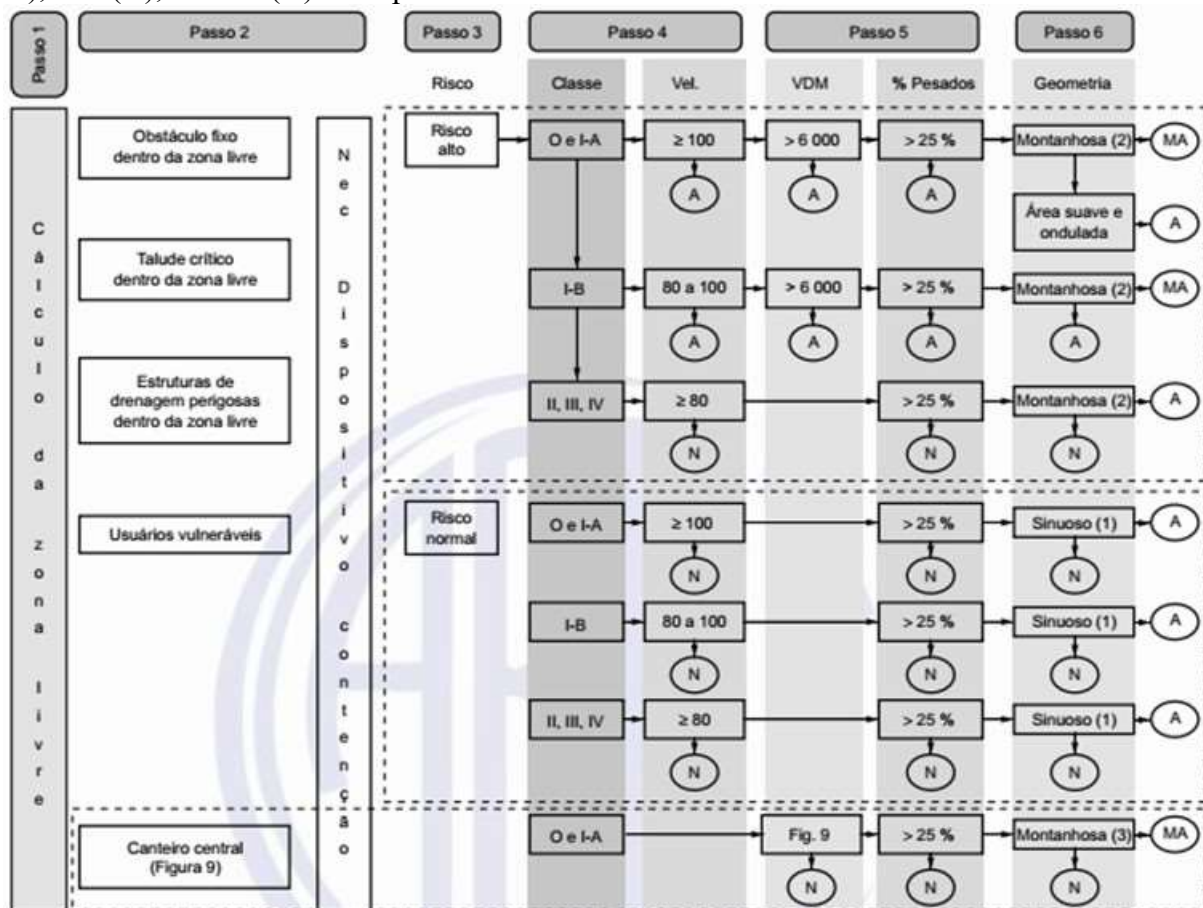 Passo 1
Passo 2
Passo 3
Passo 4
Passo 5
Passo 6
Risco
Classe
Vel.
VDM
% Pesados
Geometria
Cálculo da zona livre
Obstáculo fixo
dentro da zona livre
Talude crítico
dentro da zona livre
Estruturas de
drenagem perigosas
dentro da zona livre
Usuários vulneráveis
Canteiro central
(Figura 9)
Nec Dispositivo contenção
Risco
alto
O e I-A
≥ 100
> 6 000
> 25 %
Montanhosa (2)
MA
A
A
A
Área suave e
ondulada
A
I-B
80 a 100
> 6 000
> 25 %
Montanhosa (2)
MA
A
A
A
A
II, III, IV
≥ 80
> 25 %
Montanhosa (2)
A
N
N
N
Risco
normal
O e I-A
≥ 100
> 25 %
Sinuoso (1)
A
N
N
N
I-B
80 a 100
> 25 %
Sinuoso (1)
A
N
N
N
II, III, IV
≥ 80
> 25 %
Sinuoso (1)
A
N
N
N
O e I-A
Fig. 9
> 25 %
Montanhosa (3)
MA
N
N
N